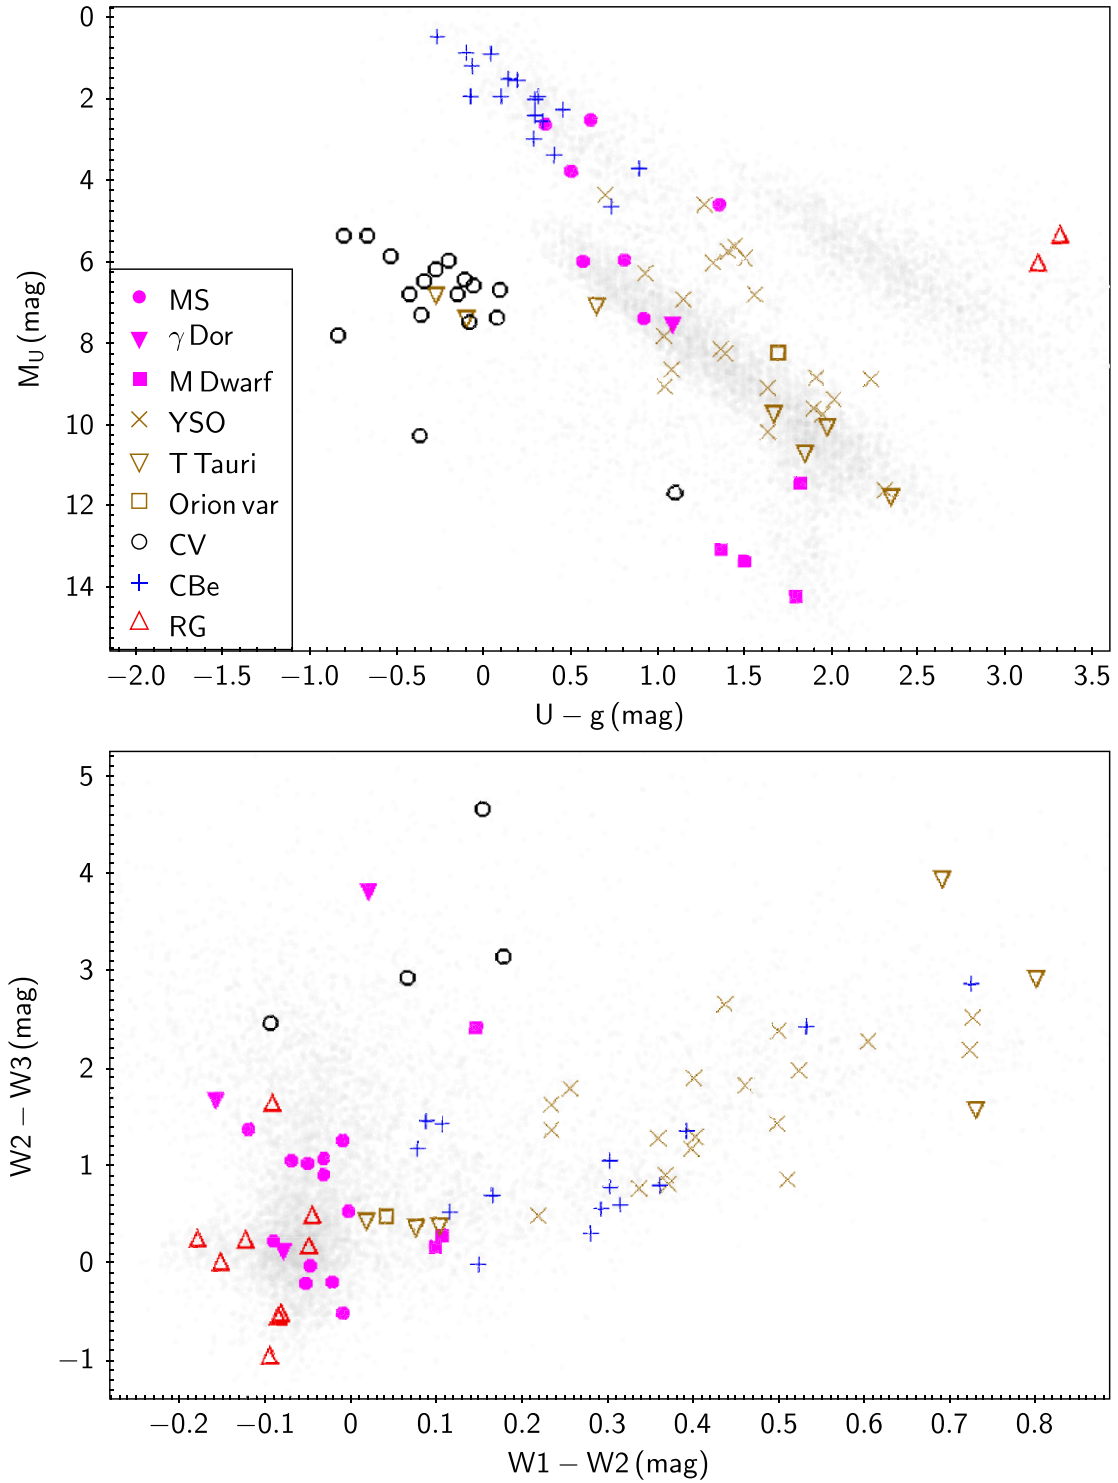 0
2
4
6
8
10
12
14
M_U (mag)
MS
γ Dor
M Dwarf
YSO
T Tauri
Orion var
CV
CBe
RG
−2.0 −1.5 −1.0 −0.5 0 0.5 1.0 1.5 2.0 2.5 3.0 3.5
U − g (mag)
5
4
3
2
1
0
−1
W2 − W3 (mag)
−0.2 −0.1 0 0.1 0.2 0.3 0.4 0.5 0.6 0.7 0.8
W1 − W2 (mag)